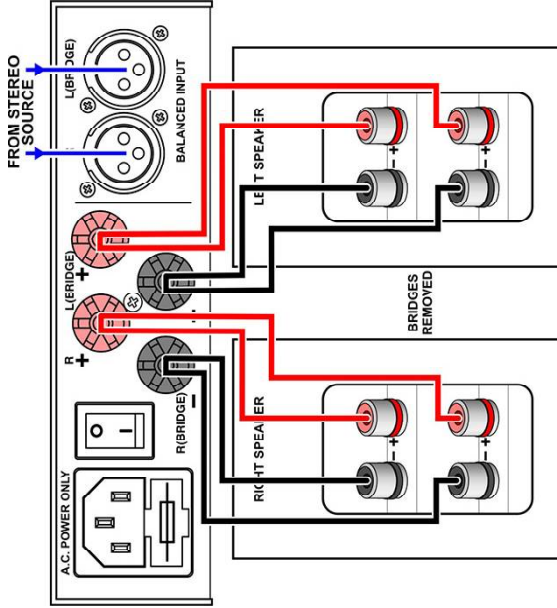 FROM STEREO
SOURCE
A.C. POWER ONLY
O I
R
+
L(BRIDGE)
+
R(BRIDGE)
−
−
L(BRIDGE)
BALANCED INPUT
RIGHT SPEAKER
LEFT SPEAKER
− +
− +
BRIDGES
REMOVED
− +
− +